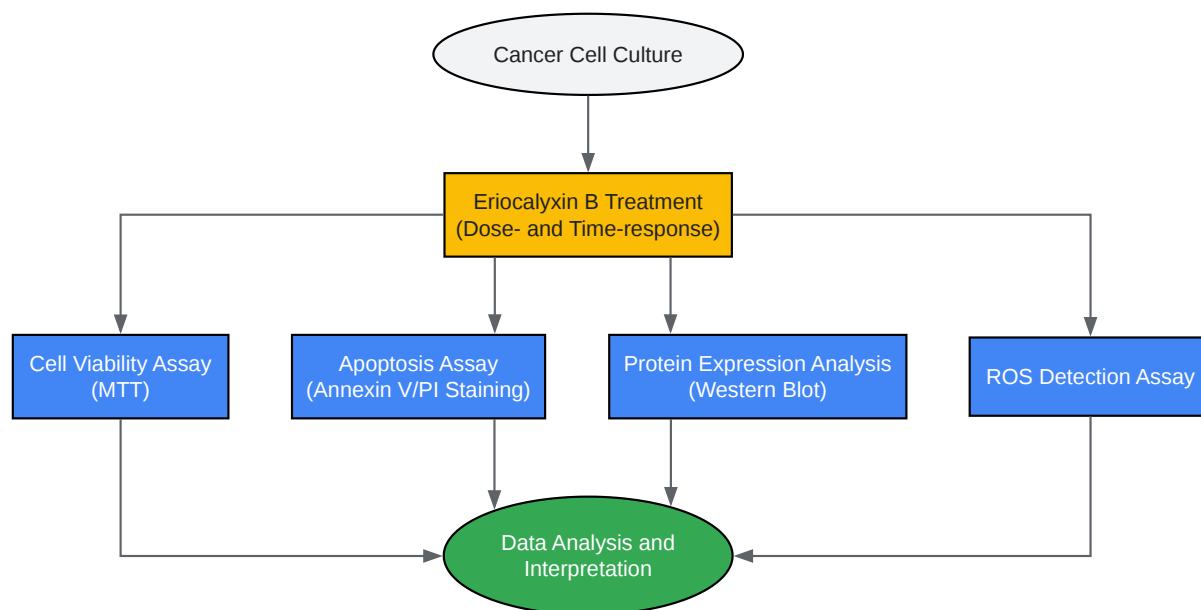 Cancer Cell Culture
Eriocalyxin B Treatment
(Dose- and Time-response)
Cell Viability Assay
(MTT)
Apoptosis Assay
(Annexin V/PI Staining)
Protein Expression Analysis
(Western Blot)
ROS Detection Assay
Data Analysis and
Interpretation